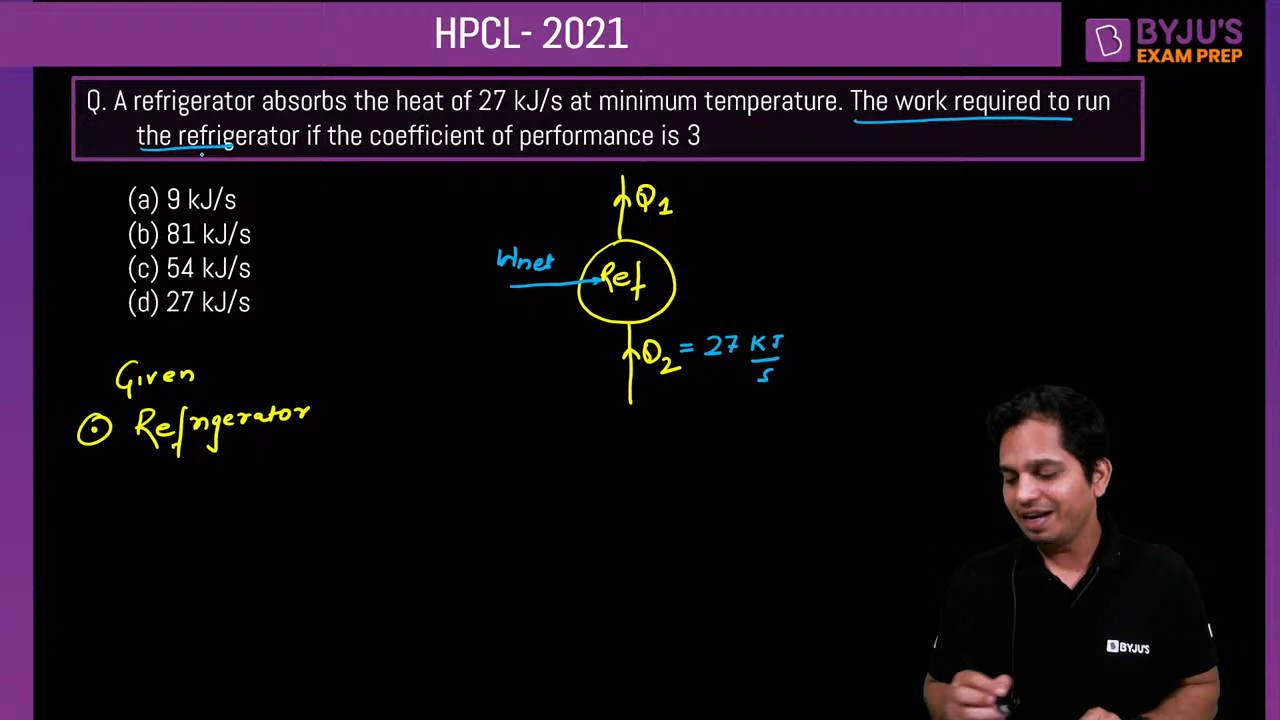 HPCL- 2021
BYJU'S
EXAM PREP
Q. A refrigerator absorbs the heat of 27 kJ/s at minimum temperature. The work required to run
the refrigerator if the coefficient of performance is 3
(a) 9 kJ/s
(b) 81 kJ/s
(c) 54 kJ/s
(d) 27 kJ/s
Q1
Wnet
Ref
Q2 = 27 KJ/s
Given
Refrigerator
BYJU'S